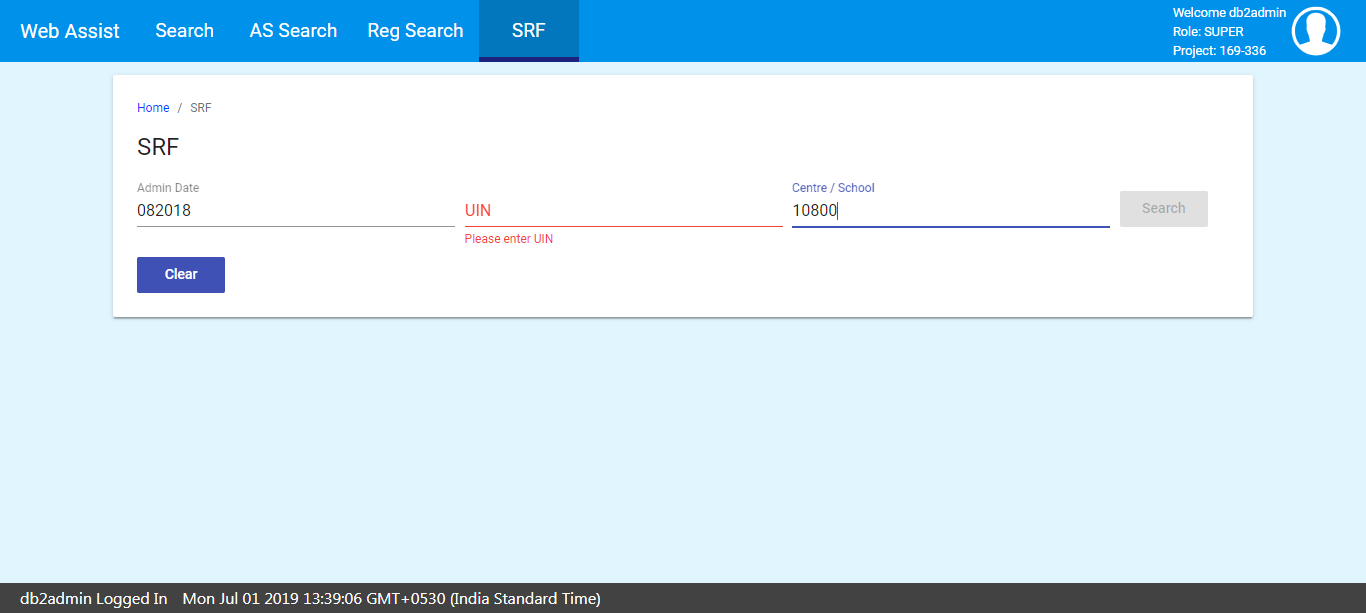 Web Assist Search AS Search Reg Search SRF
Welcome db2admin
Role: SUPER
Project: 169-336
Home / SRF
SRF
Admin Date
082018
UIN
Please enter UIN
Centre / School
10800
Search
Clear
db2admin Logged In Mon Jul 01 2019 13:39:06 GMT+0530 (India Standard Time)